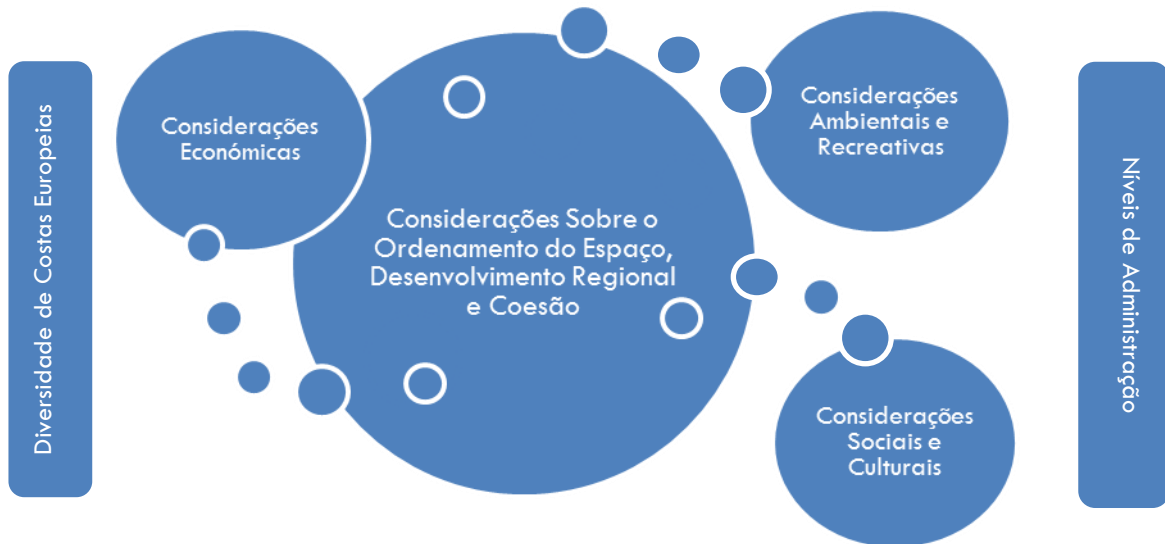 Diversidade de Costas Europeias
Considerações
Económicas
Considerações Sobre o
Ordenamento do Espaço,
Desenvolvimento Regional
e Coesão
Considerações
Ambientais e
Recreativas
Considerações
Sociais e
Culturais
Níveis de Administração